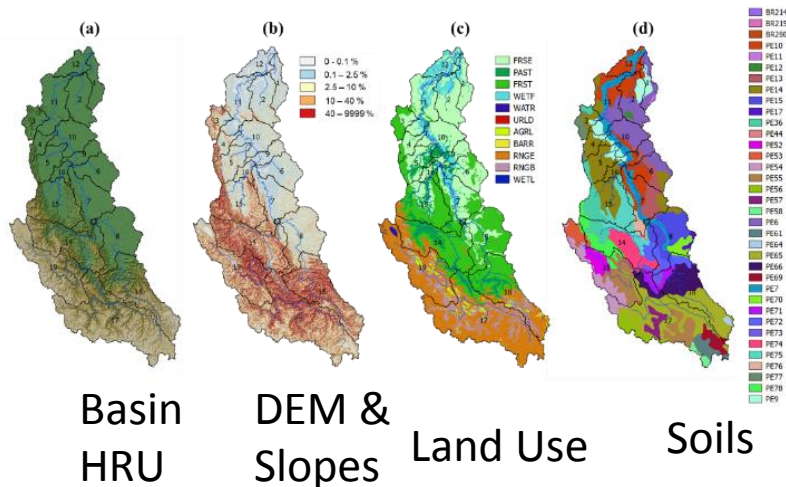 (a)
(b)
(c)
(d)
0 - 0.1 %
0.1 - 2.5 %
2.5 - 10 %
10 - 40 %
40 - 9999 %
FRSE
PAST
FRST
WETF
WATR
URLD
AGRL
BARR
RNGE
RNGB
WETL
BR214
BR215
BR280
PE10
PE11
PE12
PE13
PE14
PE15
PE17
PE36
PE44
PE52
PE53
PE54
PE55
PE56
PE57
PE58
PE6
PE61
PE64
PE65
PE66
PE69
PE7
PE70
PE71
PE72
PE73
PE74
PE75
PE76
PE77
PE78
PE9
Basin
HRU
DEM &
Slopes
Land Use
Soils